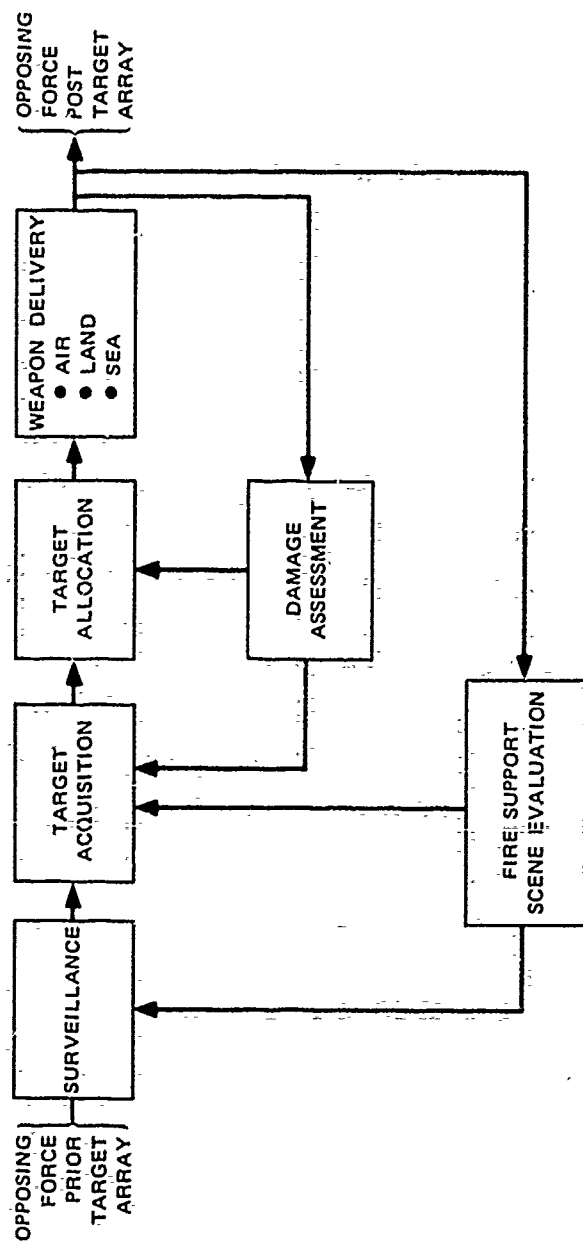 OPPOSING
FORCE
PRIOR
TARGET
ARRAY
SURVEILLANCE
TARGET
ACQUISITION
TARGET
ALLOCATION
WEAPON DELIVERY
● AIR
● LAND
● SEA
OPPOSING
FORCE
POST
TARGET
ARRAY
DAMAGE
ASSESSMENT
FIRE SUPPORT
SCENE EVALUATION